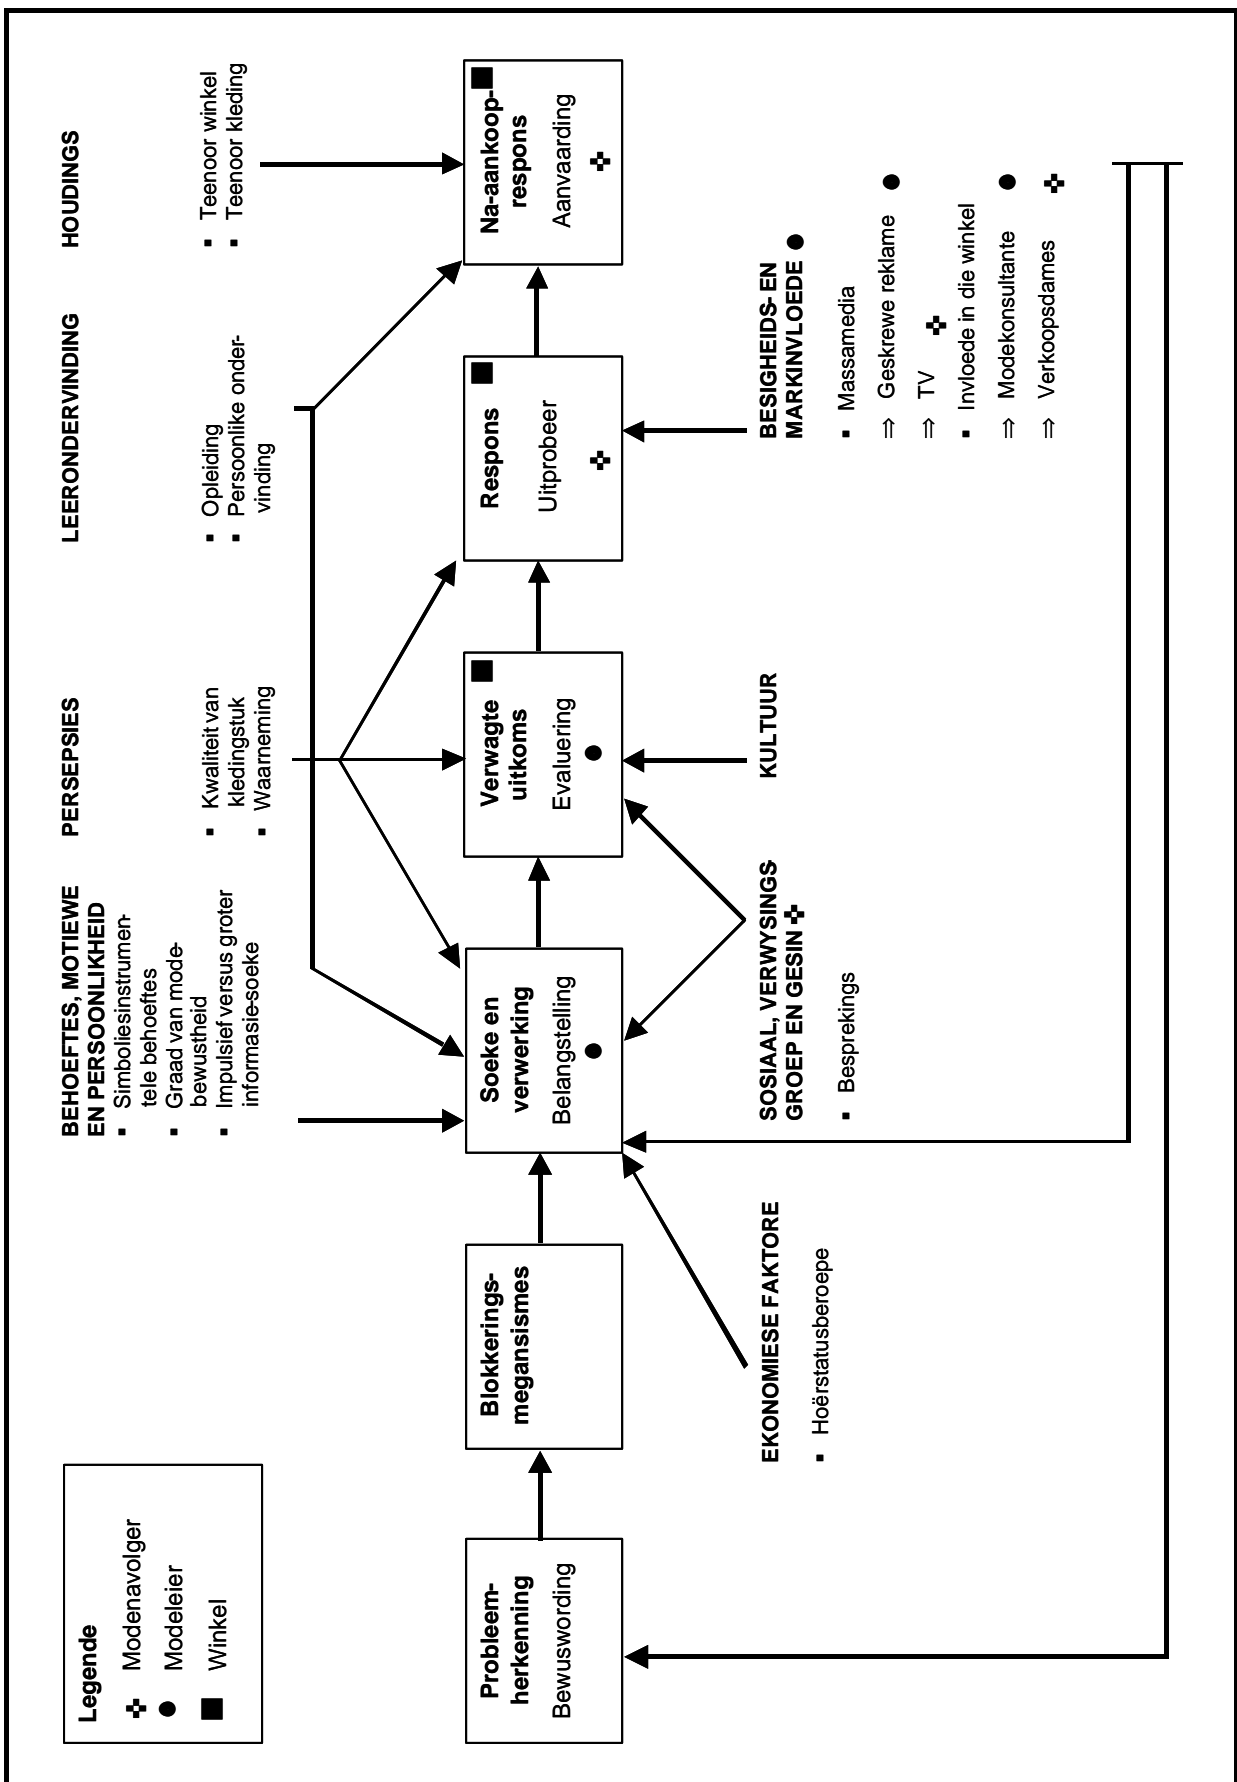 Legende
Modenavolger
Modeleier
Winkel
BEHOEFTES, MOTIEWE
EN PERSOONLIKHEID
▪ Simboliesinstrumen-
tele behoeftes
▪ Graad van mode-
bewustheid
▪ Impulsief versus groter
informasie-soeke
PERSEPSIES
▪ Kwaliteit van
kledingstuk
▪ Waarneming
LEERONDERVINDING
▪ Opleiding
▪ Persoonlike onder-
vinding
HOUDINGS
▪ Teenoor winkel
▪ Teenoor kleding
Probleem-
herkenning
Bewuswording
Blokkerings-
megansismes
Soeke en
verwerking
Belangstelling
Verwagte
uitkoms
Evaluering
Respons
Uitprobeer
Na-aankoop-
respons
Aanvaarding
EKONOMIESE FAKTORE
▪ Hoërstatusberoepe
SOSIAAL, VERWYSINGS-
GROEP EN GESIN
▪ Besprekings
KULTUUR
BESIGHEIDS- EN
MARKINVLOEDE
▪ Massamedia
⇒ Geskrewe reklame
⇒ TV
▪ Invloede in die winkel
⇒ Modekonsultante
⇒ Verkoopsdames